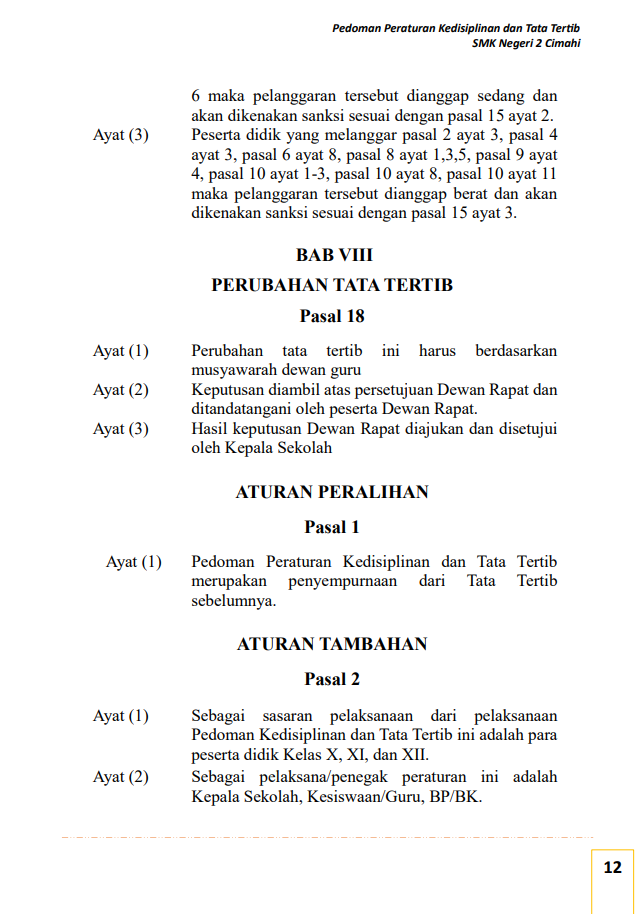 Pedoman Peraturan Kedisiplinan dan Tata Tertib
SMK Negeri 2 Cimahi
6 maka pelanggaran tersebut dianggap sedang dan
akan dikenakan sanksi sesuai dengan pasal 15 ayat 2.
Ayat (3) Peserta didik yang melanggar pasal 2 ayat 3, pasal 4
ayat 3, pasal 6 ayat 8, pasal 8 ayat 1,3,5, pasal 9 ayat
4, pasal 10 ayat 1-3, pasal 10 ayat 8, pasal 10 ayat 11
maka pelanggaran tersebut dianggap berat dan akan
dikenakan sanksi sesuai dengan pasal 15 ayat 3.
BAB VIII
PERUBAHAN TATA TERTIB
Pasal 18
Ayat (1) Perubahan tata tertib ini harus berdasarkan
musyawarah dewan guru
Ayat (2) Keputusan diambil atas persetujuan Dewan Rapat dan
ditandatangani oleh peserta Dewan Rapat.
Ayat (3) Hasil keputusan Dewan Rapat diajukan dan disetujui
oleh Kepala Sekolah
ATURAN PERALIHAN
Pasal 1
Ayat (1) Pedoman Peraturan Kedisiplinan dan Tata Tertib
merupakan penyempurnaan dari Tata Tertib
sebelumnya.
ATURAN TAMBAHAN
Pasal 2
Ayat (1) Sebagai sasaran pelaksanaan dari pelaksanaan
Pedoman Kedisiplinan dan Tata Tertib ini adalah para
peserta didik Kelas X, XI, dan XII.
Ayat (2) Sebagai pelaksana/penegak peraturan ini adalah
Kepala Sekolah, Kesiswaan/Guru, BP/BK.
12